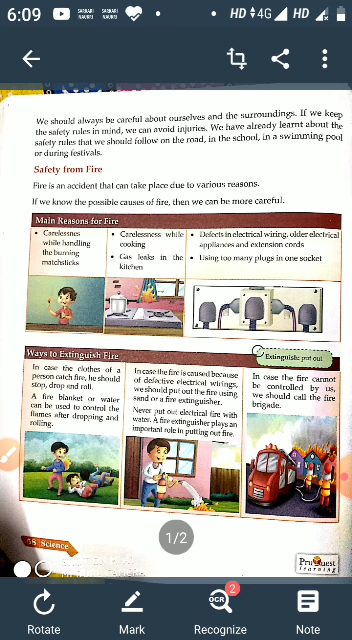 6:09
SARKARI NAUKRI
SARKARI NAUKRI
HD 4G
HD
We should always be careful about ourselves and the surroundings. If we keep
the safety rules in mind, we can avoid injuries. We have already learnt about the
safety rules that we should follow on the road, in the school, in a swimming pool
or during festivals.
Safety from Fire
Fire is an accident that can take place due to various reasons.
If we know the possible causes of fire, then we can be more careful.
Main Reasons for Fire
• Carelessnes
while handling
the burning
matchsticks
• Carelessness while
cooking
• Gas leaks in the
kitchen
• Defects in electrical wiring, older electrical
appliances and extension cords
• Using too many plugs in one socket
Ways to Extinguish Fire
Extinguish: put out
In case the clothes of a
person catch fire, he should
stop, drop and roll.
A fire blanket or water
can be used to control the
flames after dropping and
rolling.
In case the fire is caused because
of defective electrical wirings,
we should put out the fire using
sand or a fire extinguisher.
Never put out electrical fire with
water. A fire extinguisher plays an
important role in putting out fire.
In case the fire cannot
be controlled by us,
we should call the fire
brigade.
58 Science
1/2
PraQuest
learning
Rotate
Mark
OCR
2
Recognize
Note